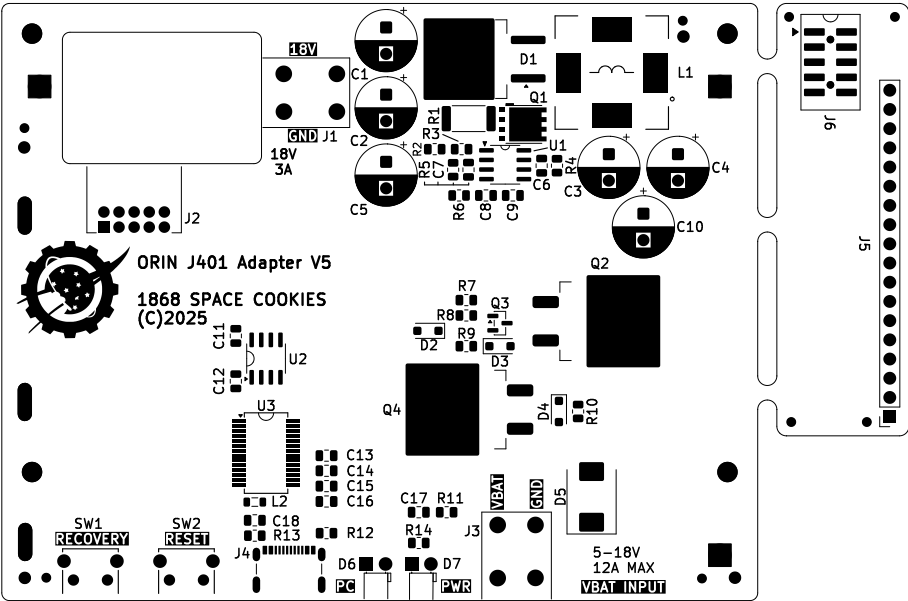 18V
C1
GND J1
18V
3A
C2
C5
J2
R1
R3
R2
R5
C7
R6
C8
C9
Q1
D1
U1
C6
R4
C3
C4
C10
L1
J6
J5
ORIN J401 Adapter V5
1868 SPACE COOKIES
(C)2025
R7
R8
R9
Q3
D2
D3
Q2
C11
C12
U2
U3
Q4
D4
R10
C13
C14
C15
C16
L2
C18
R13
R12
J4
C17
R11
R14
D6
D7
PC
PWR
VBAT
GND
J3
D5
5-18V
12A MAX
VBAT INPUT
SW1
RECOVERY
SW2
RESET